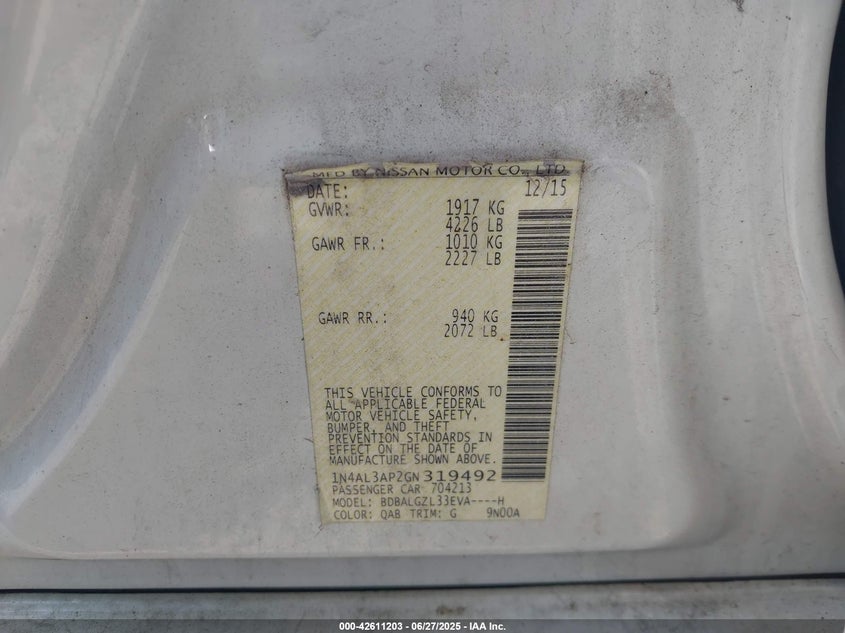 MFD BY NISSAN MOTOR CO., LTD.
DATE: 12/15
GVWR: 1917 KG
4226 LB
GAWR FR.: 1010 KG
2227 LB
GAWR RR.: 940 KG
2072 LB
THIS VEHICLE CONFORMS TO
ALL APPLICABLE FEDERAL
MOTOR VEHICLE SAFETY,
BUMPER, AND THEFT
PREVENTION STANDARDS IN
EFFECT ON THE DATE OF
MANUFACTURE SHOWN ABOVE.
1N4AL3AP2GN319492
PASSENGER CAR 704213
MODEL: BDBALGZL33EVA----H
COLOR: QAB TRIM: G 9N00A
000-42611203 - 06/27/2025 - IAA Inc.